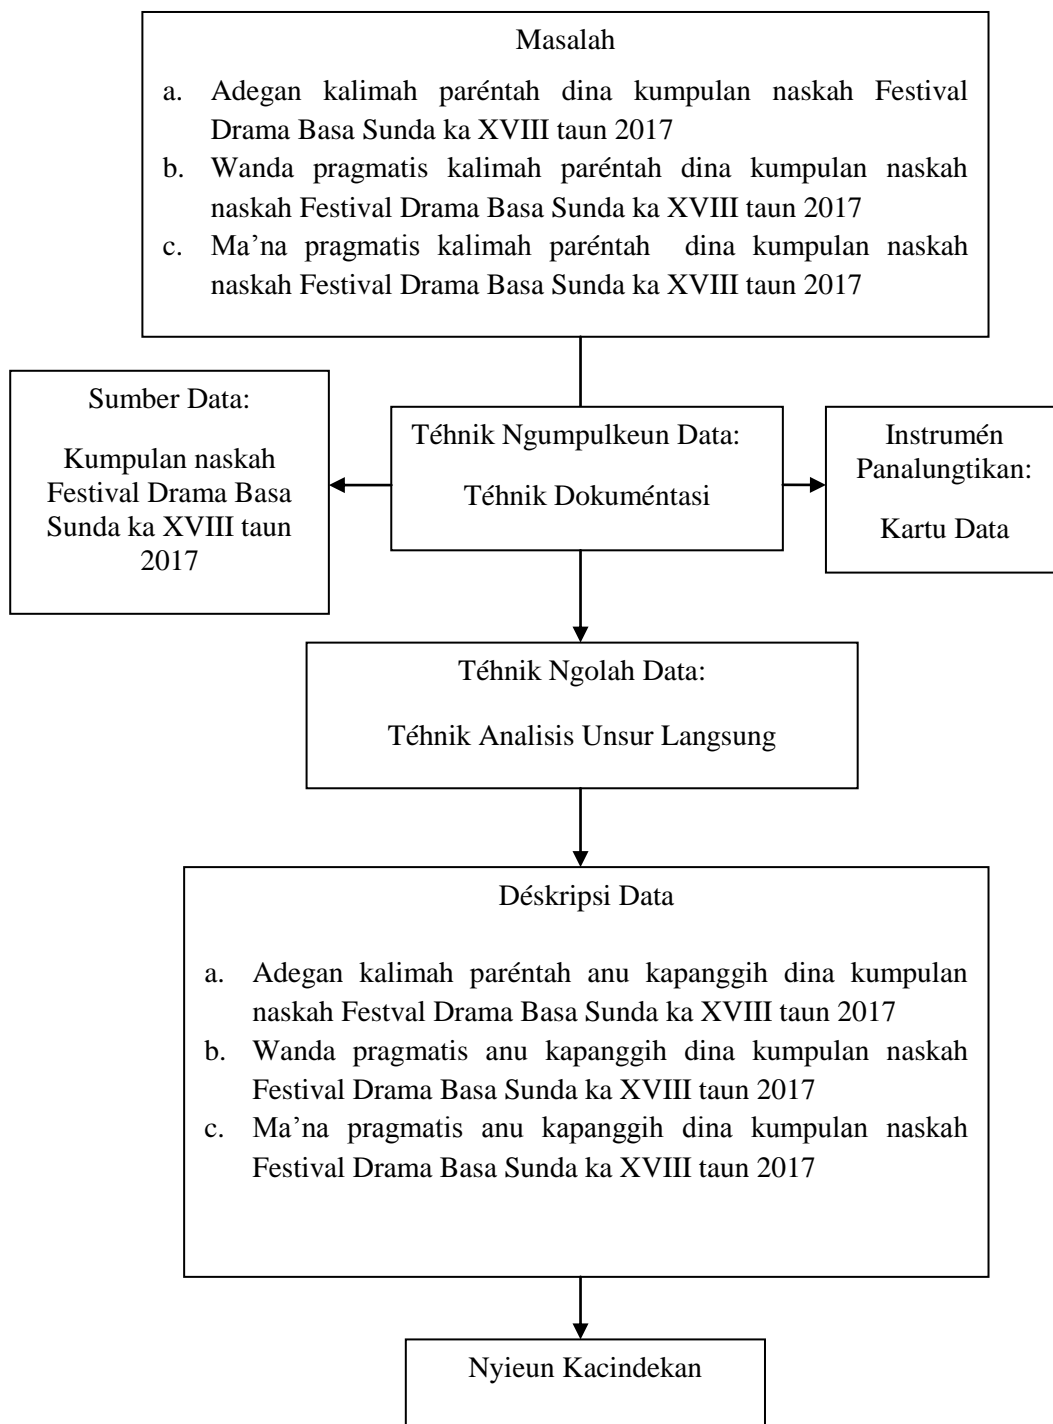 Masalah
a. Adegan kalimah paréntah dina kumpulan naskah Festival
Drama Basa Sunda ka XVIII taun 2017
b. Wanda pragmatis kalimah paréntah dina kumpulan naskah
naskah Festival Drama Basa Sunda ka XVIII taun 2017
c. Ma’na pragmatis kalimah paréntah dina kumpulan naskah
naskah Festival Drama Basa Sunda ka XVIII taun 2017
Sumber Data:
Kumpulan naskah
Festival Drama Basa
Sunda ka XVIII taun
2017
Téhnik Ngumpulkeun Data:
Téhnik Dokuméntasi
Instrumén
Panalungtikan:
Kartu Data
Téhnik Ngolah Data:
Téhnik Analisis Unsur Langsung
Déskripsi Data
a. Adegan kalimah paréntah anu kapanggih dina kumpulan
naskah Festval Drama Basa Sunda ka XVIII taun 2017
b. Wanda pragmatis anu kapanggih dina kumpulan naskah
Festival Drama Basa Sunda ka XVIII taun 2017
c. Ma’na pragmatis anu kapanggih dina kumpulan naskah
Festival Drama Basa Sunda ka XVIII taun 2017
Nyieun Kacindekan